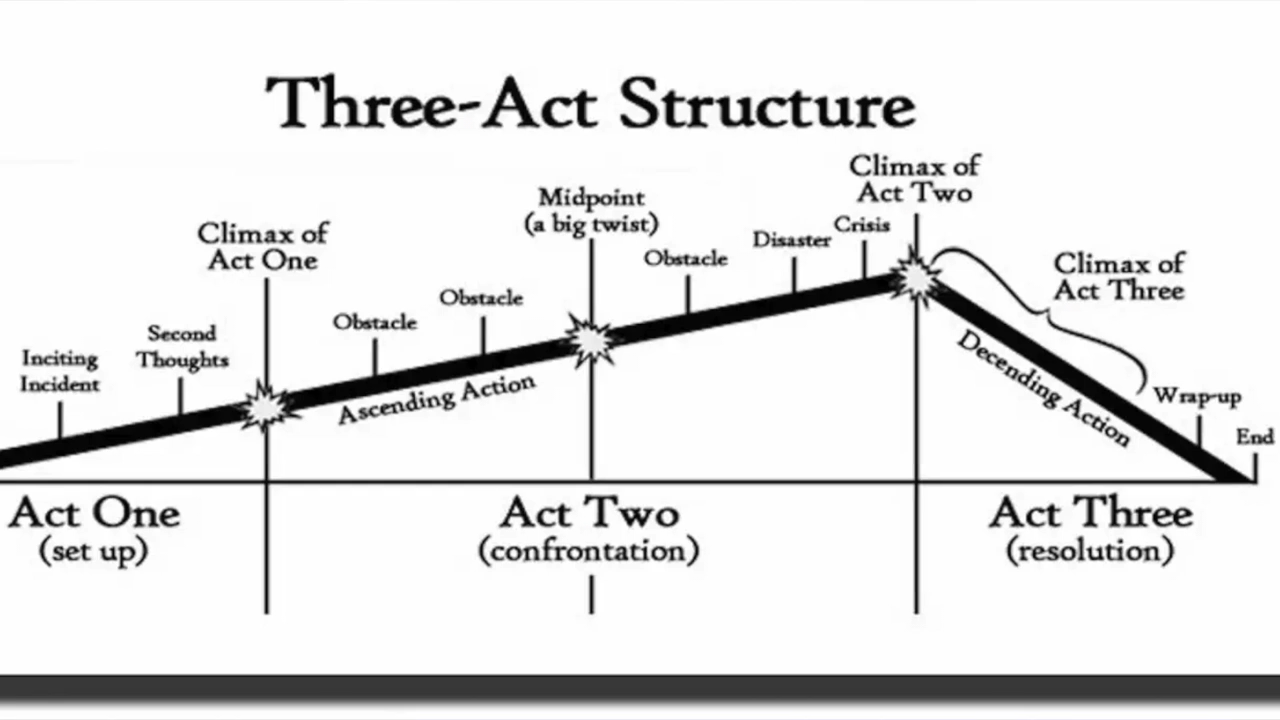 Three-Act Structure
Climax of
Act Two
Midpoint
(a big twist)
Crisis
Disaster
Climax of
Act One
Obstacle
Climax of
Act Three
Obstacle
Obstacle
Second
Thoughts
Inciting
Incident
Ascending Action
Decending Action
Wrap-up
End
Act One
(set up)
Act Two
(confrontation)
Act Three
(resolution)